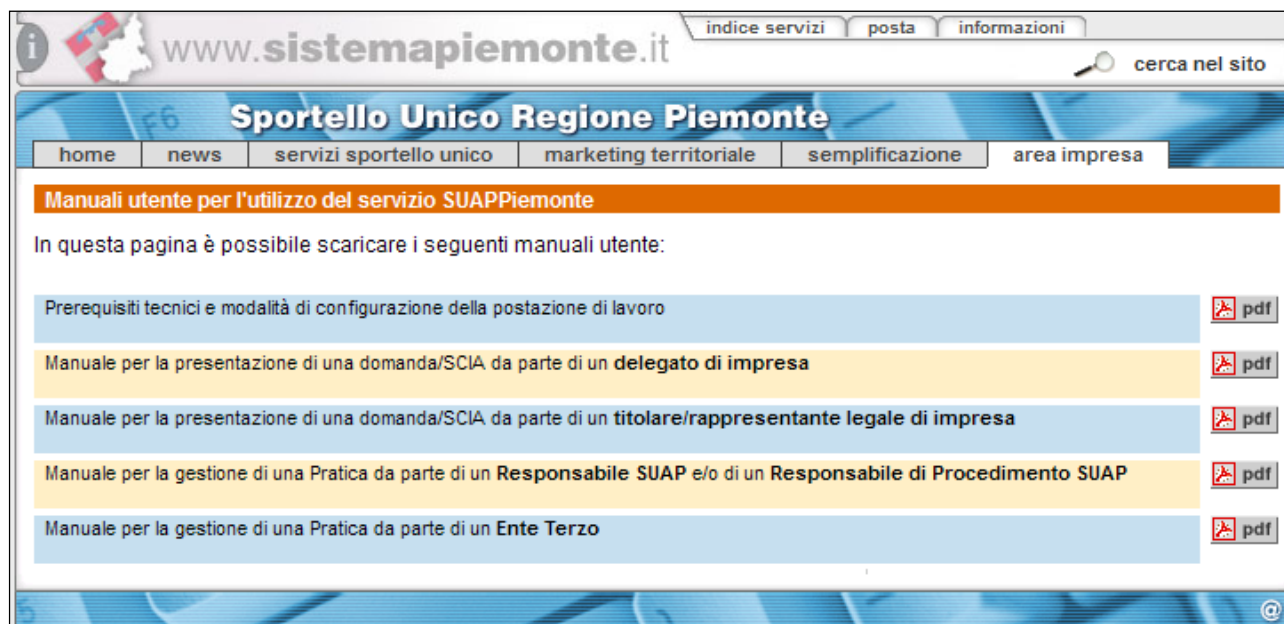 indice servizi posta informazioni
i www.sistemapiemonte.it
cerca nel sito
F6 Sportello Unico Regione Piemonte
home news servizi sportello unico marketing territoriale semplificazione area impresa
Manuali utente per l'utilizzo del servizio SUAPPiemonte
In questa pagina è possibile scaricare i seguenti manuali utente:
Prerequisiti tecnici e modalità di configurazione della postazione di lavoro pdf
Manuale per la presentazione di una domanda/SCIA da parte di un delegato di impresa pdf
Manuale per la presentazione di una domanda/SCIA da parte di un titolare/rappresentante legale di impresa pdf
Manuale per la gestione di una Pratica da parte di un Responsabile SUAP e/o di un Responsabile di Procedimento SUAP pdf
Manuale per la gestione di una Pratica da parte di un Ente Terzo pdf
5 @